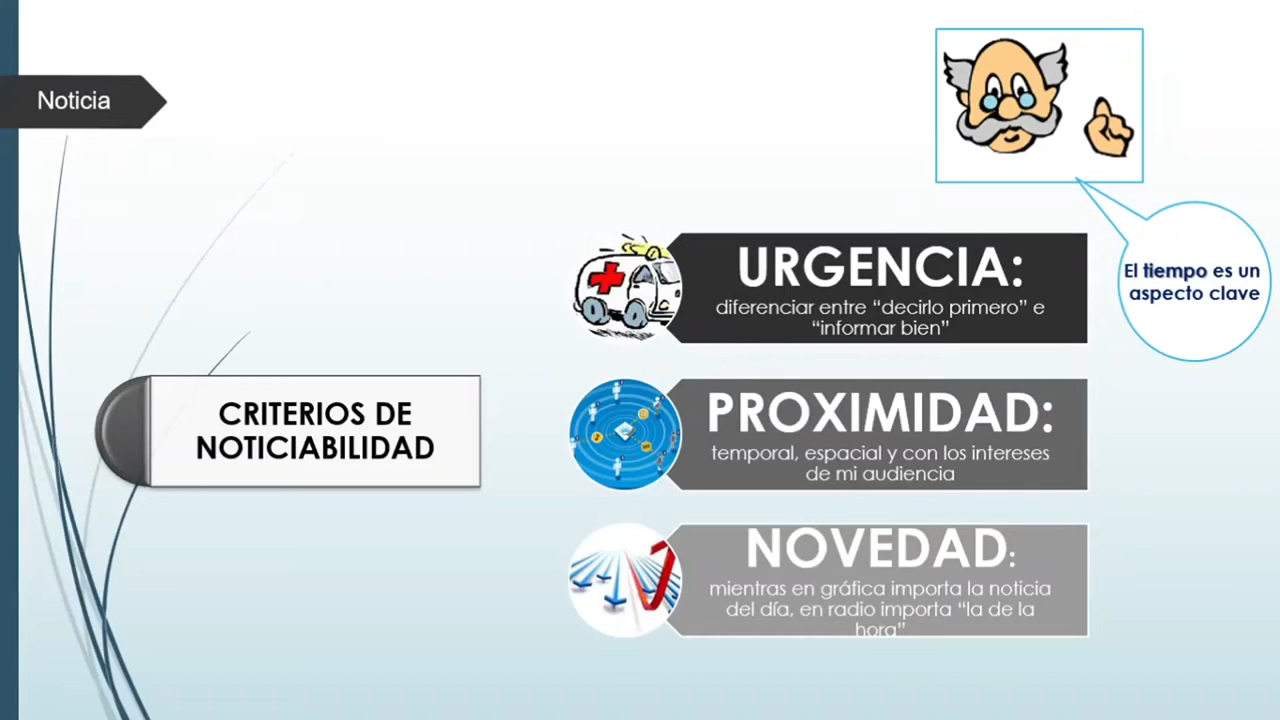 Noticia
El tiempo es un
aspecto clave
URGENCIA:
diferenciar entre “decirlo primero” e
“informar bien”
CRITERIOS DE
NOTICIABILIDAD
PROXIMIDAD:
temporal, espacial y con los intereses
de mi audiencia
NOVEDAD:
mientras en gráfica importa la noticia
del día, en radio importa “la de la
hora”